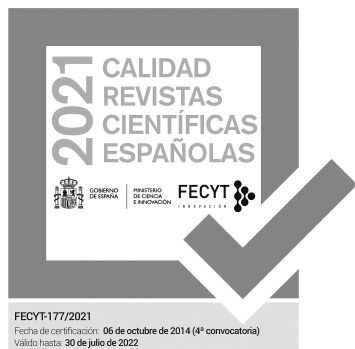 2021
CALIDAD
REVISTAS
CIENTÍFICAS
ESPAÑOLAS
GOBIERNO
DE ESPAÑA
MINISTERIO
DE CIENCIA
E INNOVACIÓN
FECYT
INNOVACIÓN
FECYT-177/2021
Fecha de certificación: 06 de octubre de 2014 (4ª convocatoria)
Válido hasta: 30 de julio de 2022